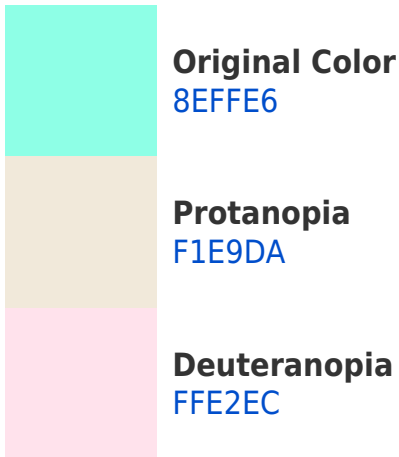 Original Color
8EFFE6
Protanopia
F1E9DA
Deuteranopia
FFE2EC